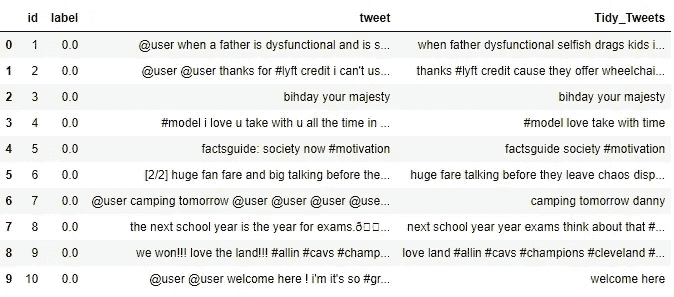 id label tweet Tidy_Tweets
0 1 0.0 @user when a father is dysfunctional and is s... when father dysfunctional selfish drags kids i...
1 2 0.0 @user @user thanks for #lyft credit i can't us... thanks #lyft credit cause they offer wheelchai...
2 3 0.0 bihday your majesty bihday your majesty
3 4 0.0 #model i love u take with u all the time in ... #model love take with time
4 5 0.0 factsguide: society now #motivation factsguide society #motivation
5 6 0.0 [2/2] huge fan fare and big talking before the... huge fare talking before they leave chaos disp...
6 7 0.0 @user camping tomorrow @user @user @user @use... camping tomorrow danny
7 8 0.0 the next school year is the year for exams.ð... next school year year exams think about that #...
8 9 0.0 we won!!! love the land!!! #allin #cavs #champ... love land #allin #cavs #champions #cleveland #...
9 10 0.0 @user @user welcome here ! i'm it's so #gr... welcome here